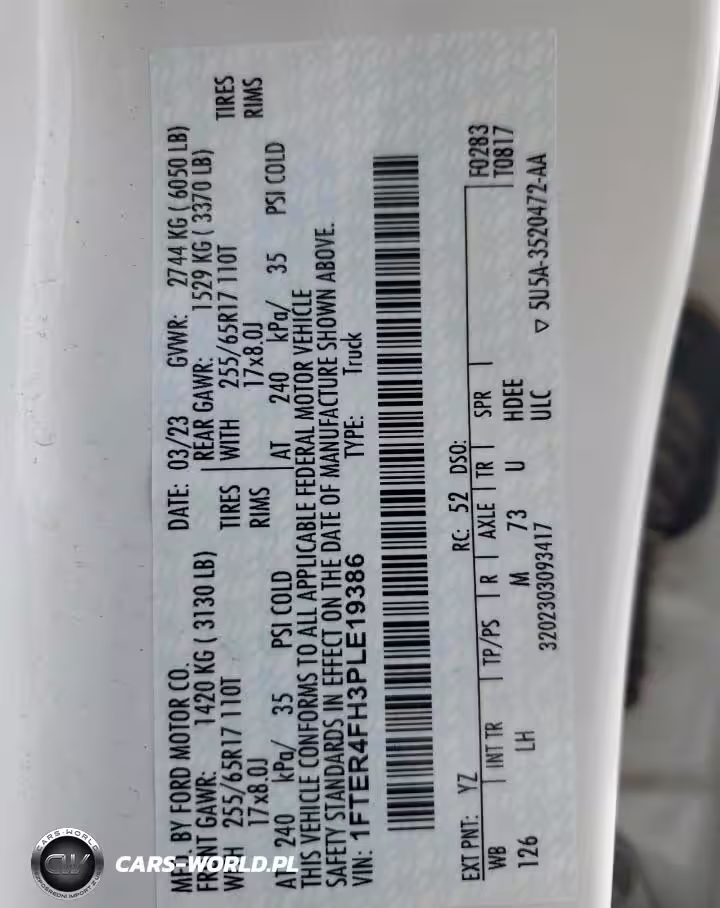 MFD. BY FORD MOTOR CO. DATE: 03/23 GVWR: 2744 KG ( 6050 LB)
FRONT GAWR: 1420 KG ( 3130 LB) REAR GAWR: 1529 KG ( 3370 LB)
WITH 255/65R17 110T TIRES WITH 255/65R17 110T TIRES
17x8.0J RIMS 17x8.0J RIMS
AT 240 kPa/ 35 PSI COLD AT 240 kPa/ 35 PSI COLD
THIS VEHICLE CONFORMS TO ALL APPLICABLE FEDERAL MOTOR VEHICLE
SAFETY STANDARDS IN EFFECT ON THE DATE OF MANUFACTURE SHOWN ABOVE.
VIN: 1FTER4FH3PLE19386 TYPE: Truck
EXT PNT: YZ RC: 52 DSO: F0283
WB INT TR TP/PS R AXLE TR SPR T0817
126 LH M 73 U HDEE
ULC
3202303093417 ▽ 5U5A-3520472-AA
CARS-WORLD
CW
CARS-WORLD.PL